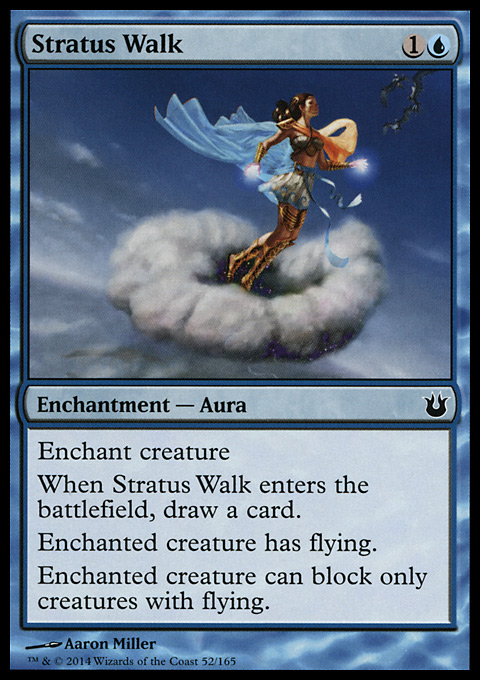 Stratus Walk 1
Enchantment — Aura
Enchant creature
When Stratus Walk enters the
battlefield, draw a card.
Enchanted creature has flying.
Enchanted creature can block only
creatures with flying.
Aaron Miller
™ & © 2014 Wizards of the Coast 52/165